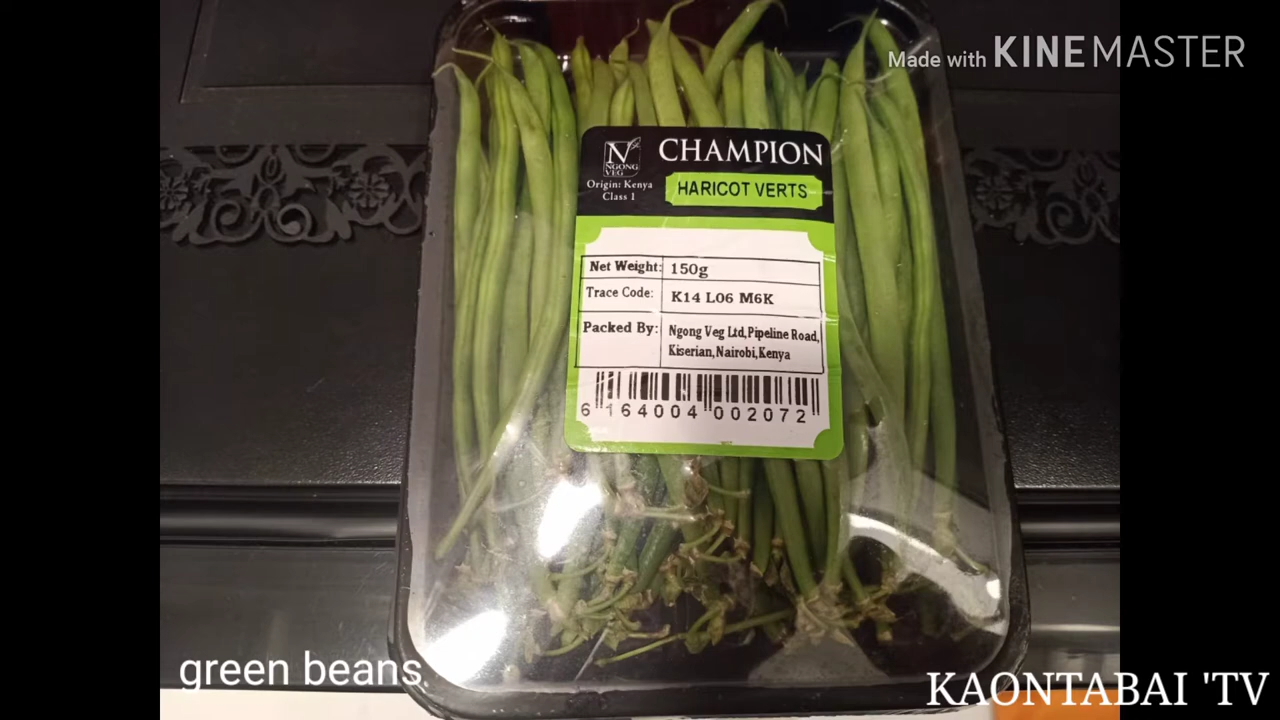 Made with KINEMASTER
N
NGONG
VEG
Origin: Kenya
Class 1
CHAMPION
HARICOT VERTS
Net Weight: 150g
Trace Code: K14 L06 M6K
Packed By: Ngong Veg Ltd,Pipeline Road,
Kiserian,Nairobi,Kenya
6 164004 002072
green beans
KAONTABAI 'TV